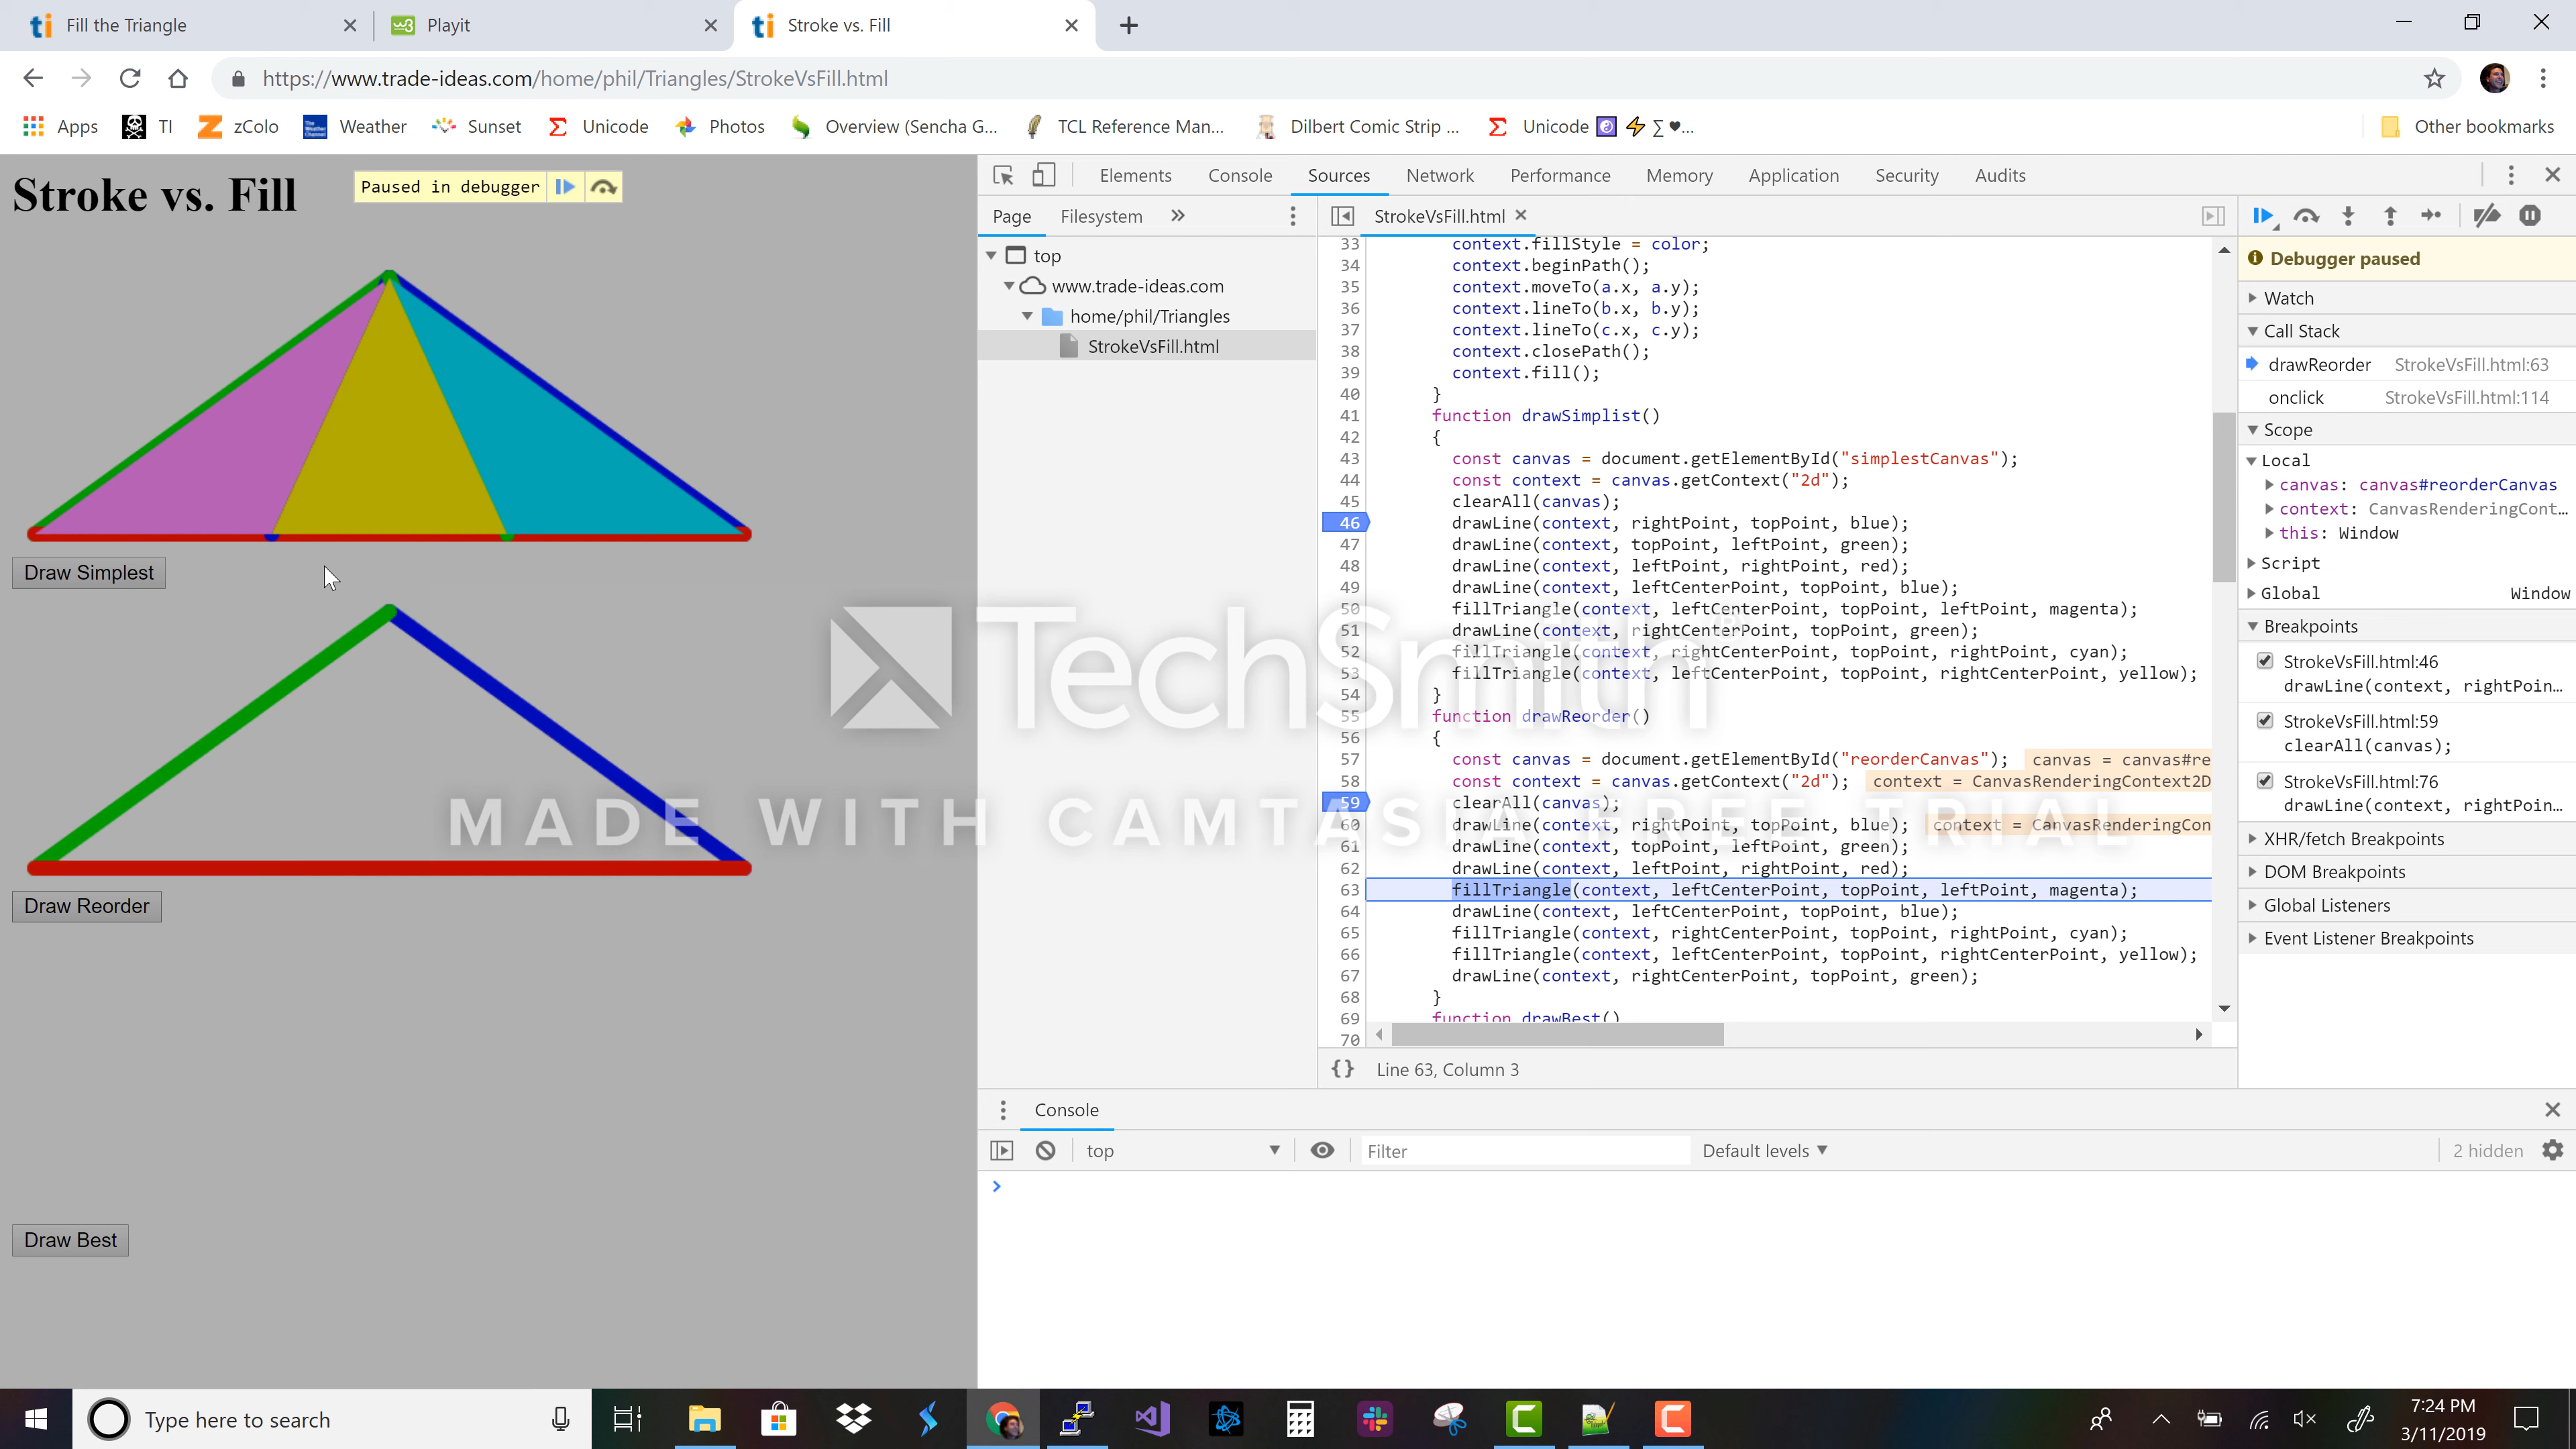 Fill the Triangle
Playit
Stroke vs. Fill
https://www.trade-ideas.com/home/phil/Triangles/StrokeVsFill.html
Apps TI zColo Weather Sunset Unicode Photos Overview (Sencha G... TCL Reference Man... Dilbert Comic Strip ... Unicode ☯ ⚡ ∑ ♥... Other bookmarks
Stroke vs. Fill
Paused in debugger
Draw Simplest
Draw Reorder
Draw Best
Elements Console Sources Network Performance Memory Application Security Audits
Page Filesystem »
top
www.trade-ideas.com
home/phil/Triangles
StrokeVsFill.html
StrokeVsFill.html
33 context.fillStyle = color;
34 context.beginPath();
35 context.moveTo(a.x, a.y);
36 context.lineTo(b.x, b.y);
37 context.lineTo(c.x, c.y);
38 context.closePath();
39 context.fill();
40 }
41 function drawSimplist()
42 {
43 const canvas = document.getElementById("simplestCanvas");
44 const context = canvas.getContext("2d");
45 clearAll(canvas);
46 drawLine(context, rightPoint, topPoint, blue);
47 drawLine(context, topPoint, leftPoint, green);
48 drawLine(context, leftPoint, rightPoint, red);
49 drawLine(context, leftCenterPoint, topPoint, blue);
50 fillTriangle(context, leftCenterPoint, topPoint, leftPoint, magenta);
51 drawLine(context, rightCenterPoint, topPoint, green);
52 fillTriangle(context, rightCenterPoint, topPoint, rightPoint, cyan);
53 fillTriangle(context, leftCenterPoint, topPoint, rightCenterPoint, yellow);
54 }
55 function drawReorder()
56 {
57 const canvas = document.getElementById("reorderCanvas"); canvas = canvas#re
58 const context = canvas.getContext("2d"); context = CanvasRenderingContext2D
59 clearAll(canvas);
60 drawLine(context, rightPoint, topPoint, blue); context = CanvasRenderingCon
61 drawLine(context, topPoint, leftPoint, green);
62 drawLine(context, leftPoint, rightPoint, red);
63 fillTriangle(context, leftCenterPoint, topPoint, leftPoint, magenta);
64 drawLine(context, leftCenterPoint, topPoint, blue);
65 fillTriangle(context, rightCenterPoint, topPoint, rightPoint, cyan);
66 fillTriangle(context, leftCenterPoint, topPoint, rightCenterPoint, yellow);
67 drawLine(context, rightCenterPoint, topPoint, green);
68 }
69 function drawBest()
70
{} Line 63, Column 3
Debugger paused
Watch
Call Stack
drawReorder StrokeVsFill.html:63
onclick StrokeVsFill.html:114
Scope
Local
canvas: canvas#reorderCanvas
context: CanvasRenderingCont...
this: Window
Script
Global Window
Breakpoints
StrokeVsFill.html:46
drawLine(context, rightPoin...
StrokeVsFill.html:59
clearAll(canvas);
StrokeVsFill.html:76
drawLine(context, rightPoin...
XHR/fetch Breakpoints
DOM Breakpoints
Global Listeners
Event Listener Breakpoints
Console
top Filter Default levels ▼ 2 hidden
TechSmith®
MADE WITH CAMTASIA FREE TRIAL
Type here to search
7:24 PM
3/11/2019